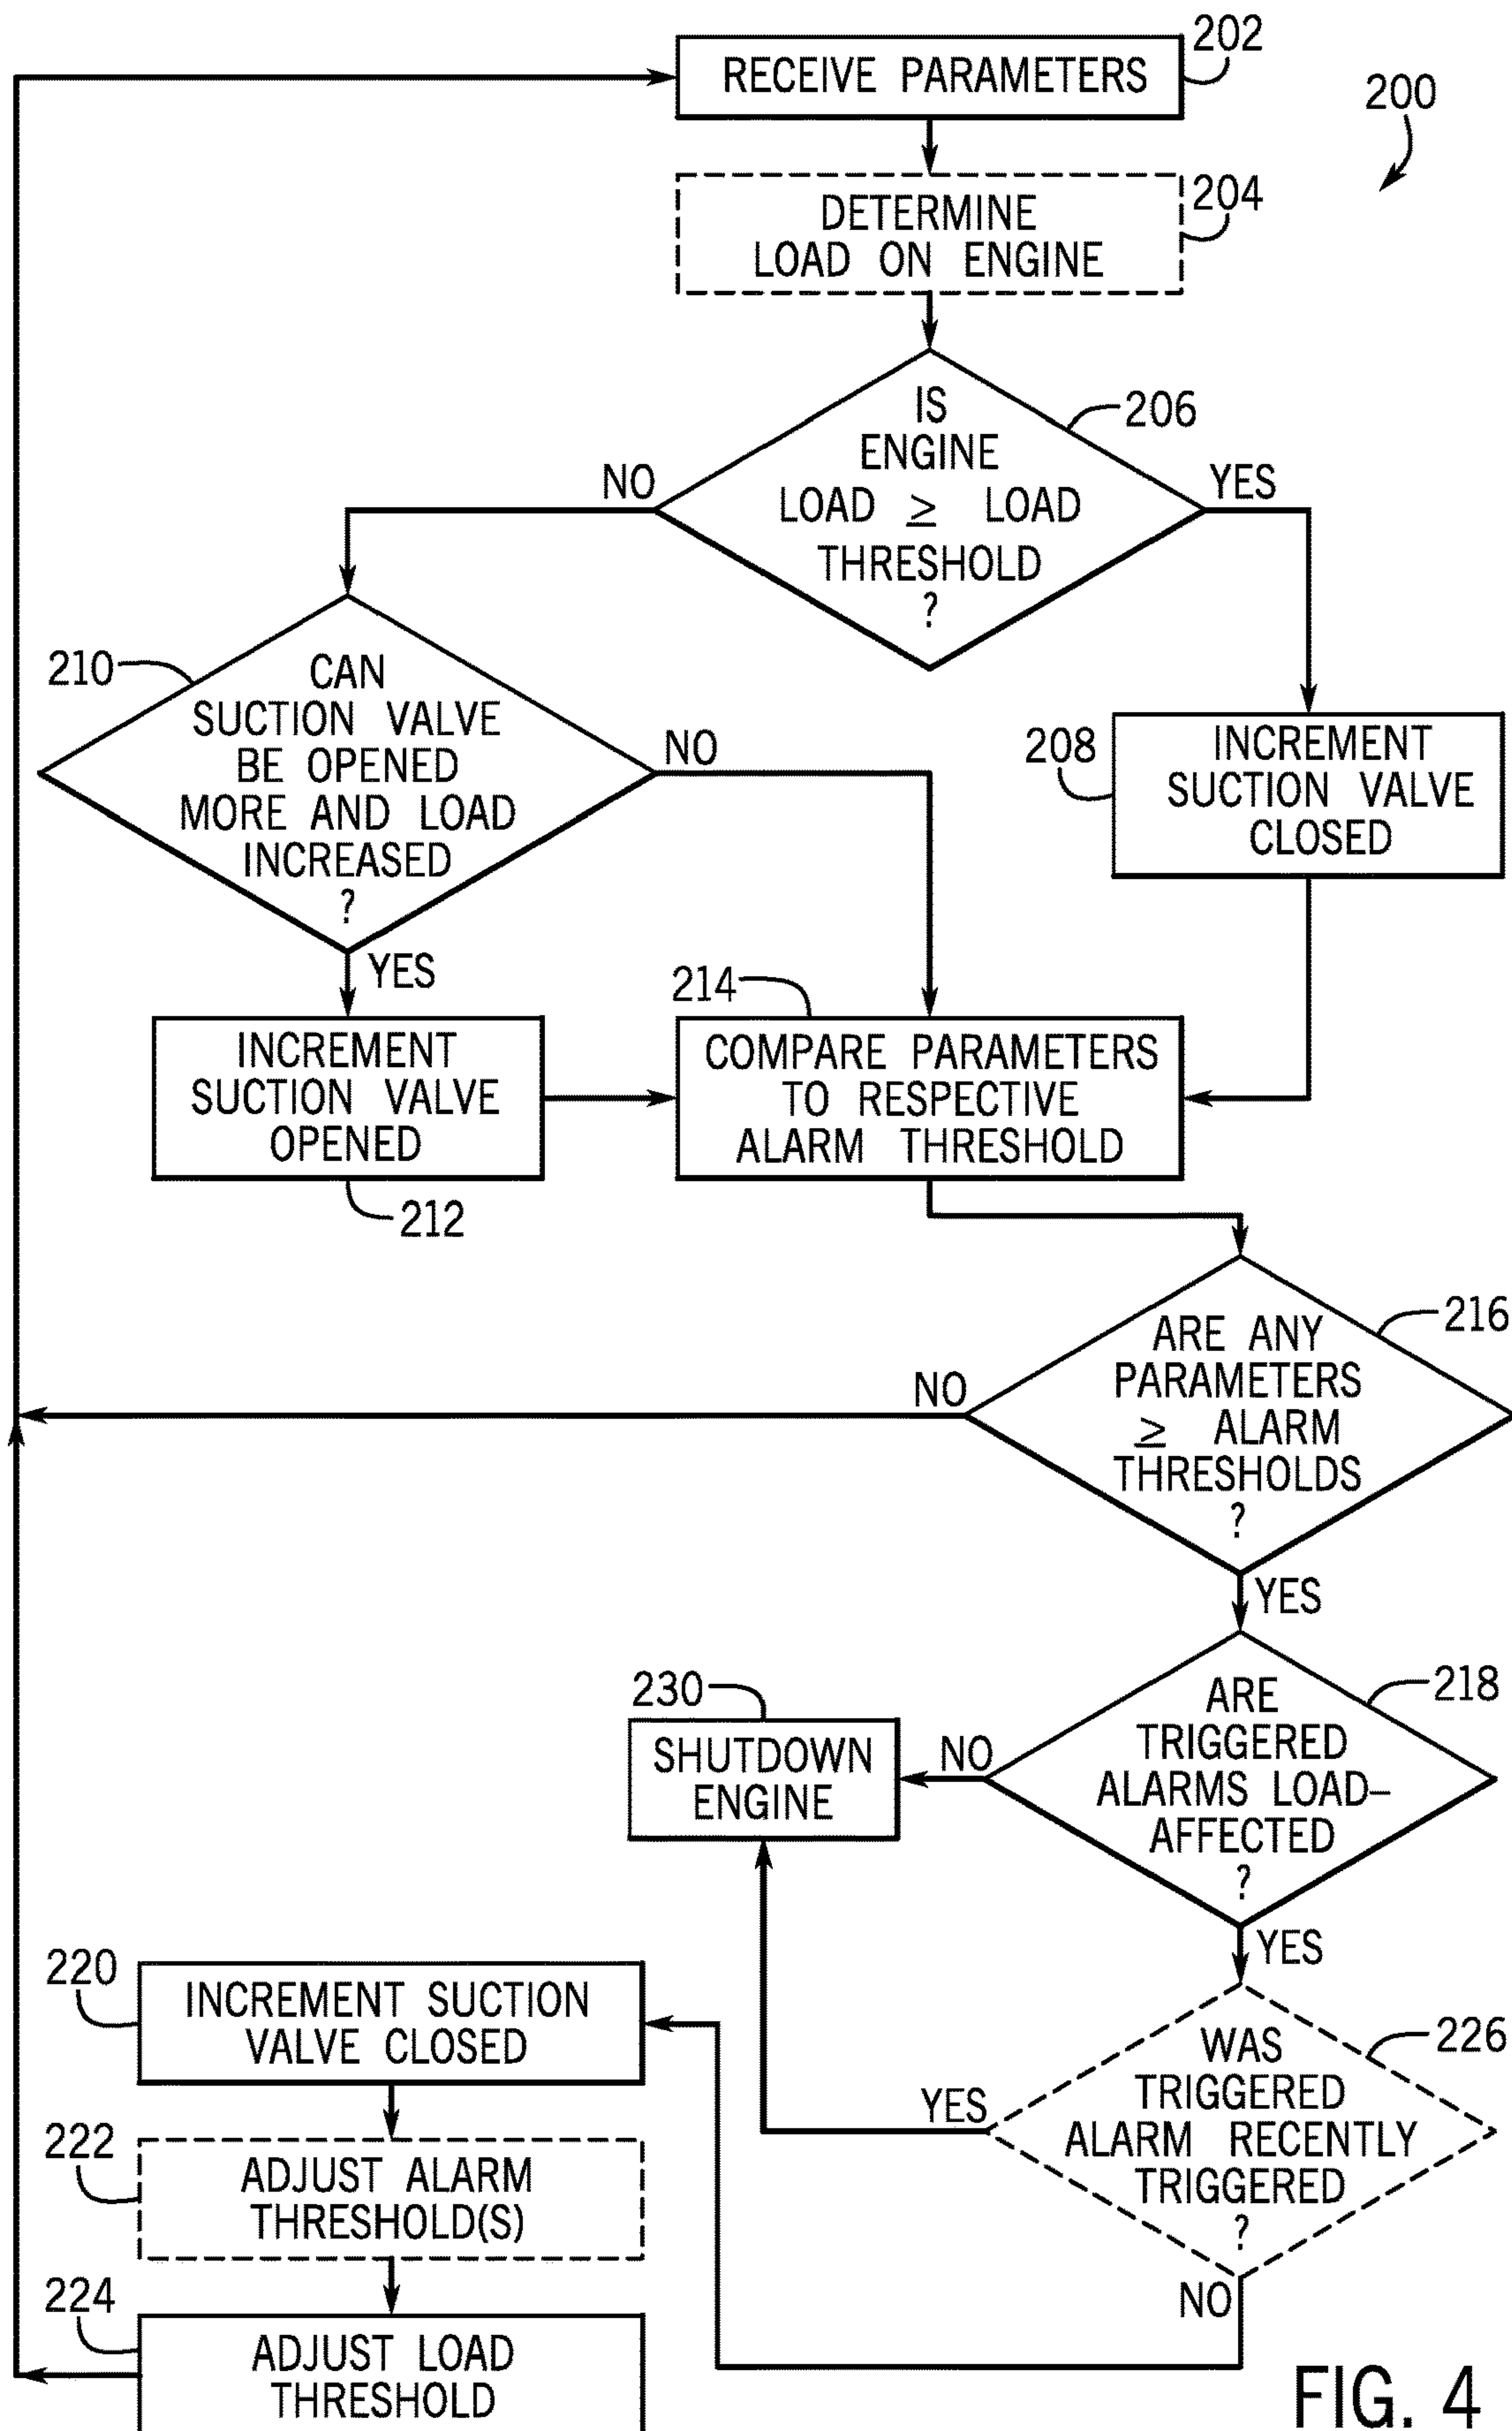 202
RECEIVE PARAMETERS
200
204
DETERMINE
LOAD ON ENGINE
206
IS
ENGINE
LOAD ≥ LOAD
THRESHOLD
?
NO
YES
210
CAN
SUCTION VALVE
BE OPENED
MORE AND LOAD
INCREASED
?
NO
YES
208
INCREMENT
SUCTION VALVE
CLOSED
INCREMENT
SUCTION VALVE
OPENED
212
214
COMPARE PARAMETERS
TO RESPECTIVE
ALARM THRESHOLD
216
ARE ANY
PARAMETERS
≥ ALARM
THRESHOLDS
?
NO
YES
218
ARE
TRIGGERED
ALARMS LOAD–
AFFECTED
?
NO
YES
230
SHUTDOWN
ENGINE
226
WAS
TRIGGERED
ALARM RECENTLY
TRIGGERED
?
YES
NO
220
INCREMENT SUCTION
VALVE CLOSED
222
ADJUST ALARM
THRESHOLD(S)
224
ADJUST LOAD
THRESHOLD
FIG. 4